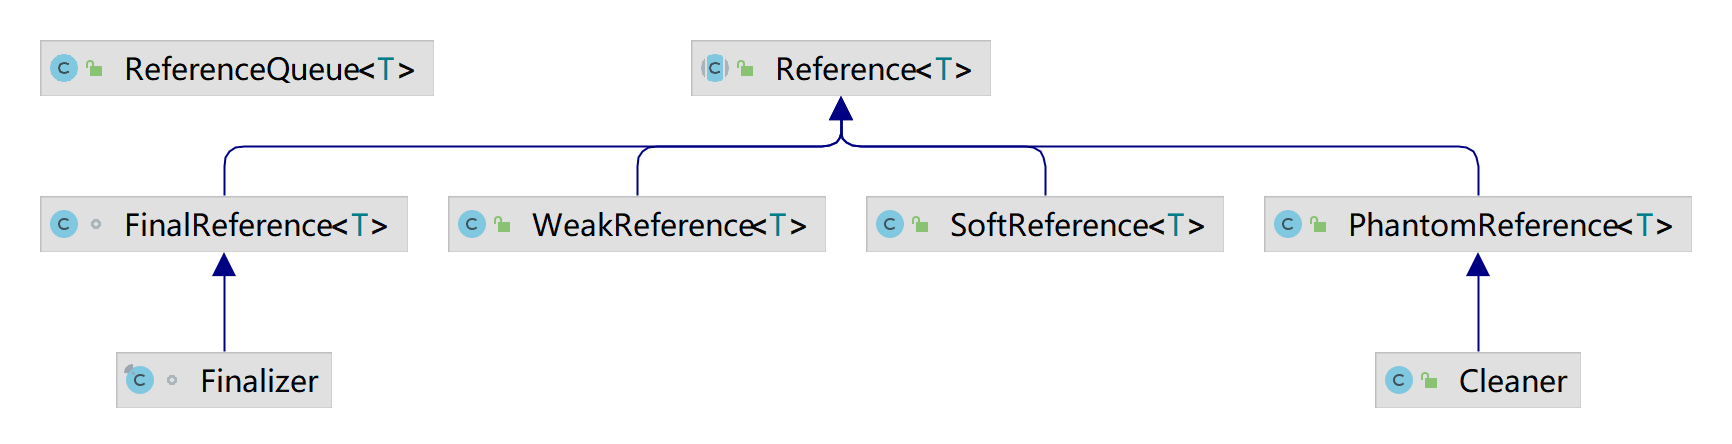 ReferenceQueue<T>
Reference<T>
FinalReference<T>
WeakReference<T>
SoftReference<T>
PhantomReference<T>
Finalizer
Cleaner